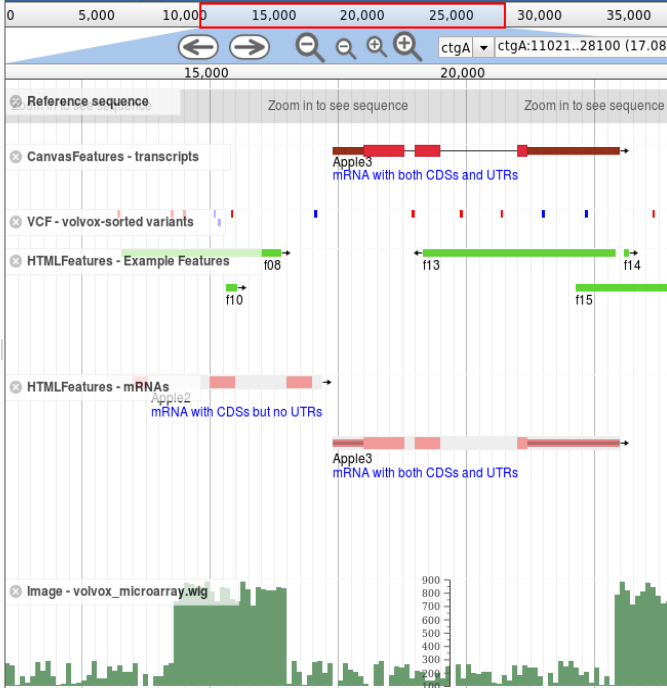 0 5,000 10,000 15,000 20,000 25,000 30,000 35,000
ctgA ctgA:11021..28100 (17.08
15,000 20,000
Reference sequence Zoom in to see sequence Zoom in to see sequence
CanvasFeatures - transcripts
Apple3
mRNA with both CDSs and UTRs
VCF - volvox-sorted variants
HTMLFeatures - Example Features
f08 f13 f14
f10 f15
HTMLFeatures - mRNAs
Apple2
mRNA with CDSs but no UTRs
Apple3
mRNA with both CDSs and UTRs
900
Image - volvox_microarray.wig 800
700
600
500
400
300
200
100